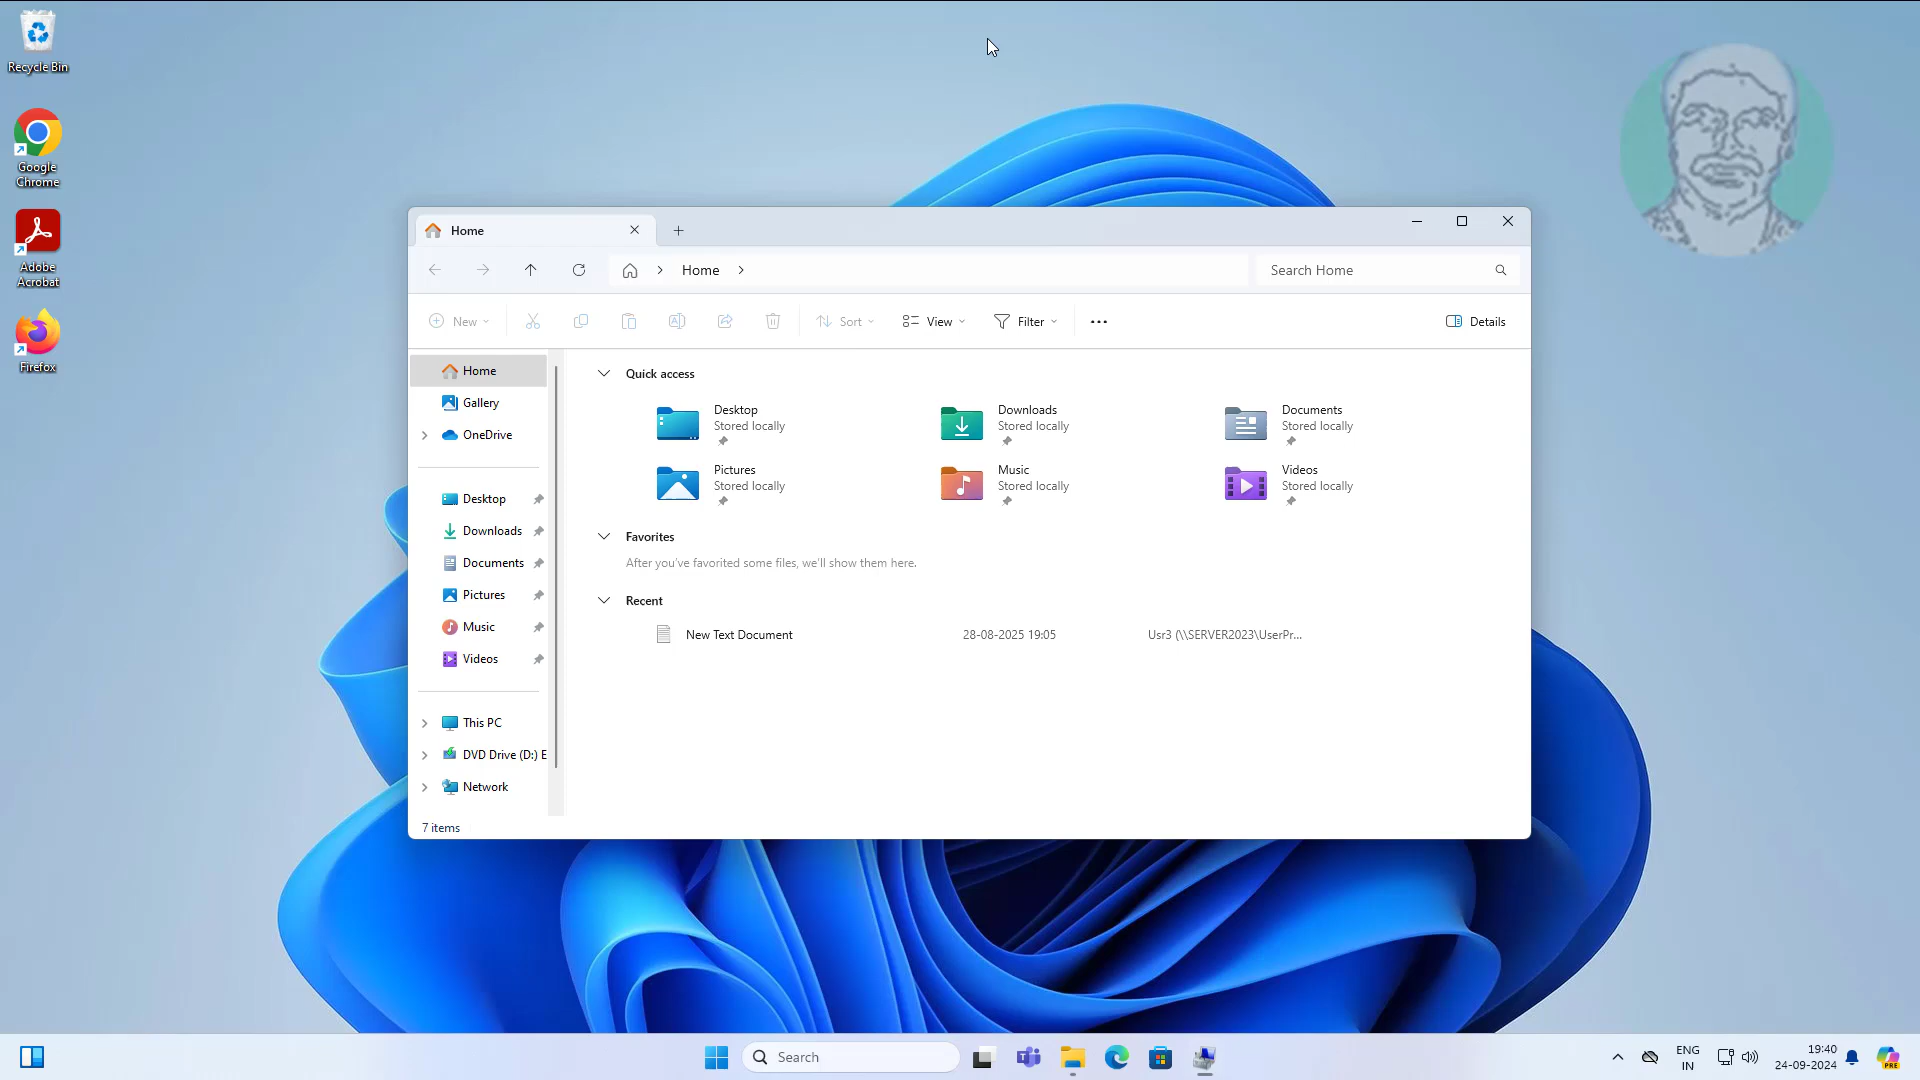 Recycle Bin
Google
Chrome
Adobe
Acrobat
Firefox
Home
Home
Search Home
New
Sort
View
Filter
Details
Home
Gallery
OneDrive
Desktop
Downloads
Documents
Pictures
Music
Videos
This PC
DVD Drive (D:) E
Network
Quick access
Desktop
Stored locally
Downloads
Stored locally
Documents
Stored locally
Pictures
Stored locally
Music
Stored locally
Videos
Stored locally
Favorites
After you've favorited some files, we'll show them here.
Recent
New Text Document 28-08-2025 19:05 Usr3 (\\SERVER2023\UserPr...
7 items
Search
ENG
IN
19:40
24-09-2024
PRE